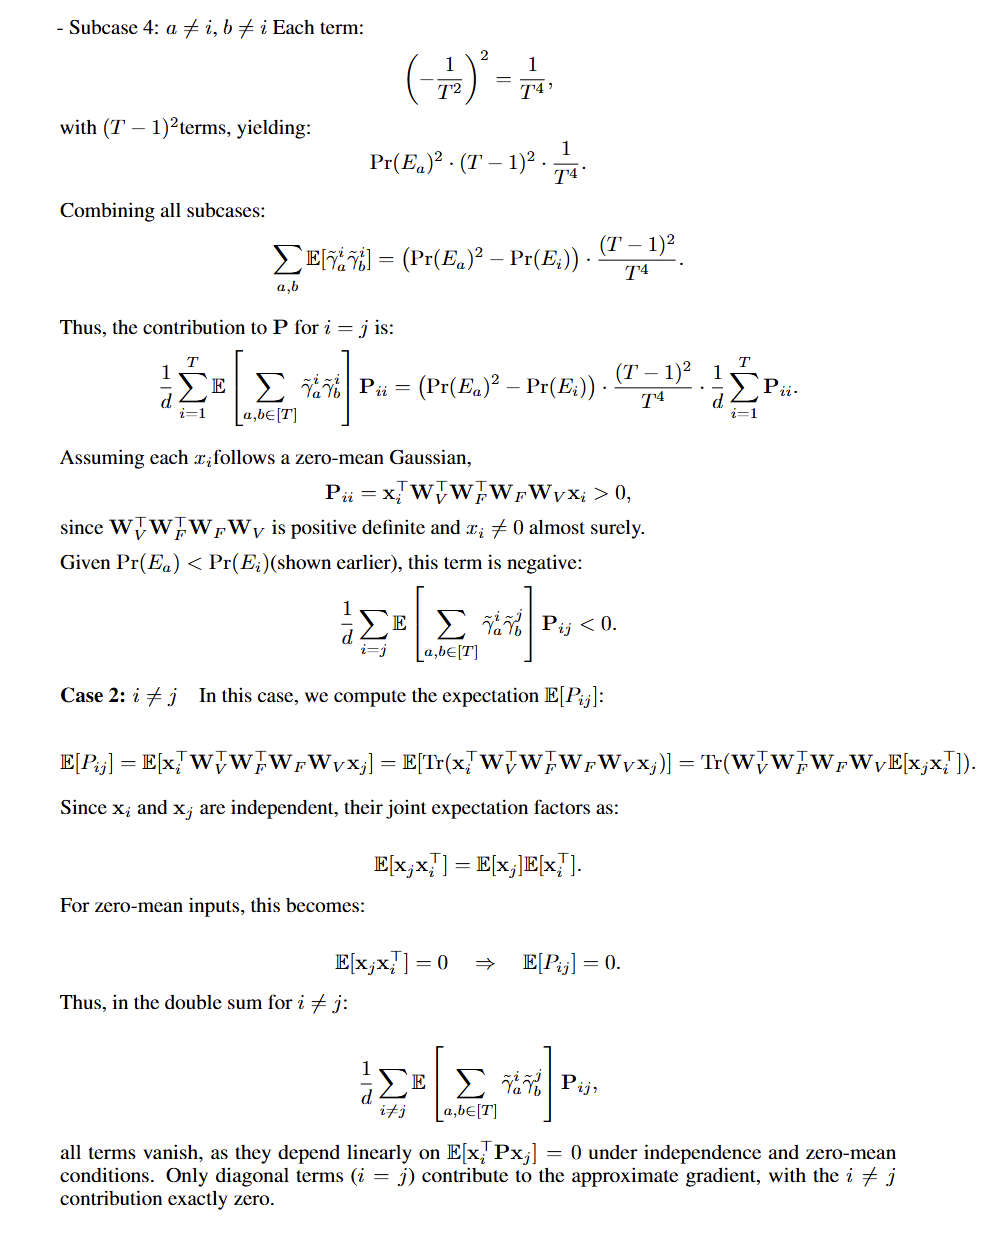 - Subcase 4: a ≠ i, b ≠ i Each term:
$$\left(-\frac{1}{T^2}\right)^2 = \frac{1}{T^4},$$
with $(T-1)^2$terms, yielding:
$$\Pr(E_a)^2 \cdot (T-1)^2 \cdot \frac{1}{T^4}.$$
Combining all subcases:
$$\sum_{a,b} \mathbb{E}[\tilde{\gamma}_a^i \tilde{\gamma}_b^i] = \left(\Pr(E_a)^2 - \Pr(E_i)\right) \cdot \frac{(T-1)^2}{T^4}.$$
Thus, the contribution to $\mathbf{P}$ for $i = j$ is:
$$\frac{1}{d} \sum_{i=1}^{T} \mathbb{E}\left[\sum_{a,b \in [T]} \tilde{\gamma}_a^i \tilde{\gamma}_b^i\right] \mathbf{P}_{ii} = \left(\Pr(E_a)^2 - \Pr(E_i)\right) \cdot \frac{(T-1)^2}{T^4} \cdot \frac{1}{d} \sum_{i=1}^{T} \mathbf{P}_{ii}.$$
Assuming each $x_i$follows a zero-mean Gaussian,
$$\mathbf{P}_{ii} = \mathbf{x}_i^\top \mathbf{W}_V^\top \mathbf{W}_F^\top \mathbf{W}_F \mathbf{W}_V \mathbf{x}_i > 0,$$
since $\mathbf{W}_V^\top \mathbf{W}_F^\top \mathbf{W}_F \mathbf{W}_V$ is positive definite and $x_i \neq 0$ almost surely.
Given $\Pr(E_a) < \Pr(E_i)$(shown earlier), this term is negative:
$$\frac{1}{d} \sum_{i=j} \mathbb{E}\left[\sum_{a,b \in [T]} \tilde{\gamma}_a^i \tilde{\gamma}_b^j\right] \mathbf{P}_{ij} < 0.$$
**Case 2:** $i \neq j$ In this case, we compute the expectation $\mathbb{E}[P_{ij}]$:
$$\mathbb{E}[P_{ij}] = \mathbb{E}[\mathbf{x}_i^\top \mathbf{W}_V^\top \mathbf{W}_F^\top \mathbf{W}_F \mathbf{W}_V \mathbf{x}_j] = \mathbb{E}[\mathrm{Tr}(\mathbf{x}_i^\top \mathbf{W}_V^\top \mathbf{W}_F^\top \mathbf{W}_F \mathbf{W}_V \mathbf{x}_j)] = \mathrm{Tr}(\mathbf{W}_V^\top \mathbf{W}_F^\top \mathbf{W}_F \mathbf{W}_V \mathbb{E}[\mathbf{x}_j \mathbf{x}_i^\top]).$$
Since $\mathbf{x}_i$ and $\mathbf{x}_j$ are independent, their joint expectation factors as:
$$\mathbb{E}[\mathbf{x}_j \mathbf{x}_i^\top] = \mathbb{E}[\mathbf{x}_j] \mathbb{E}[\mathbf{x}_i^\top].$$
For zero-mean inputs, this becomes:
$$\mathbb{E}[\mathbf{x}_j \mathbf{x}_i^\top] = 0 \quad \Rightarrow \quad \mathbb{E}[P_{ij}] = 0.$$
Thus, in the double sum for $i \neq j$:
$$\frac{1}{d} \sum_{i \neq j} \mathbb{E}\left[\sum_{a,b \in [T]} \tilde{\gamma}_a^i \tilde{\gamma}_b^j\right] \mathbf{P}_{ij},$$
all terms vanish, as they depend linearly on $\mathbb{E}[\mathbf{x}_i^\top \mathbf{P} \mathbf{x}_j] = 0$ under independence and zero-mean
conditions. Only diagonal terms ($i = j$) contribute to the approximate gradient, with the $i \neq j$
contribution exactly zero.